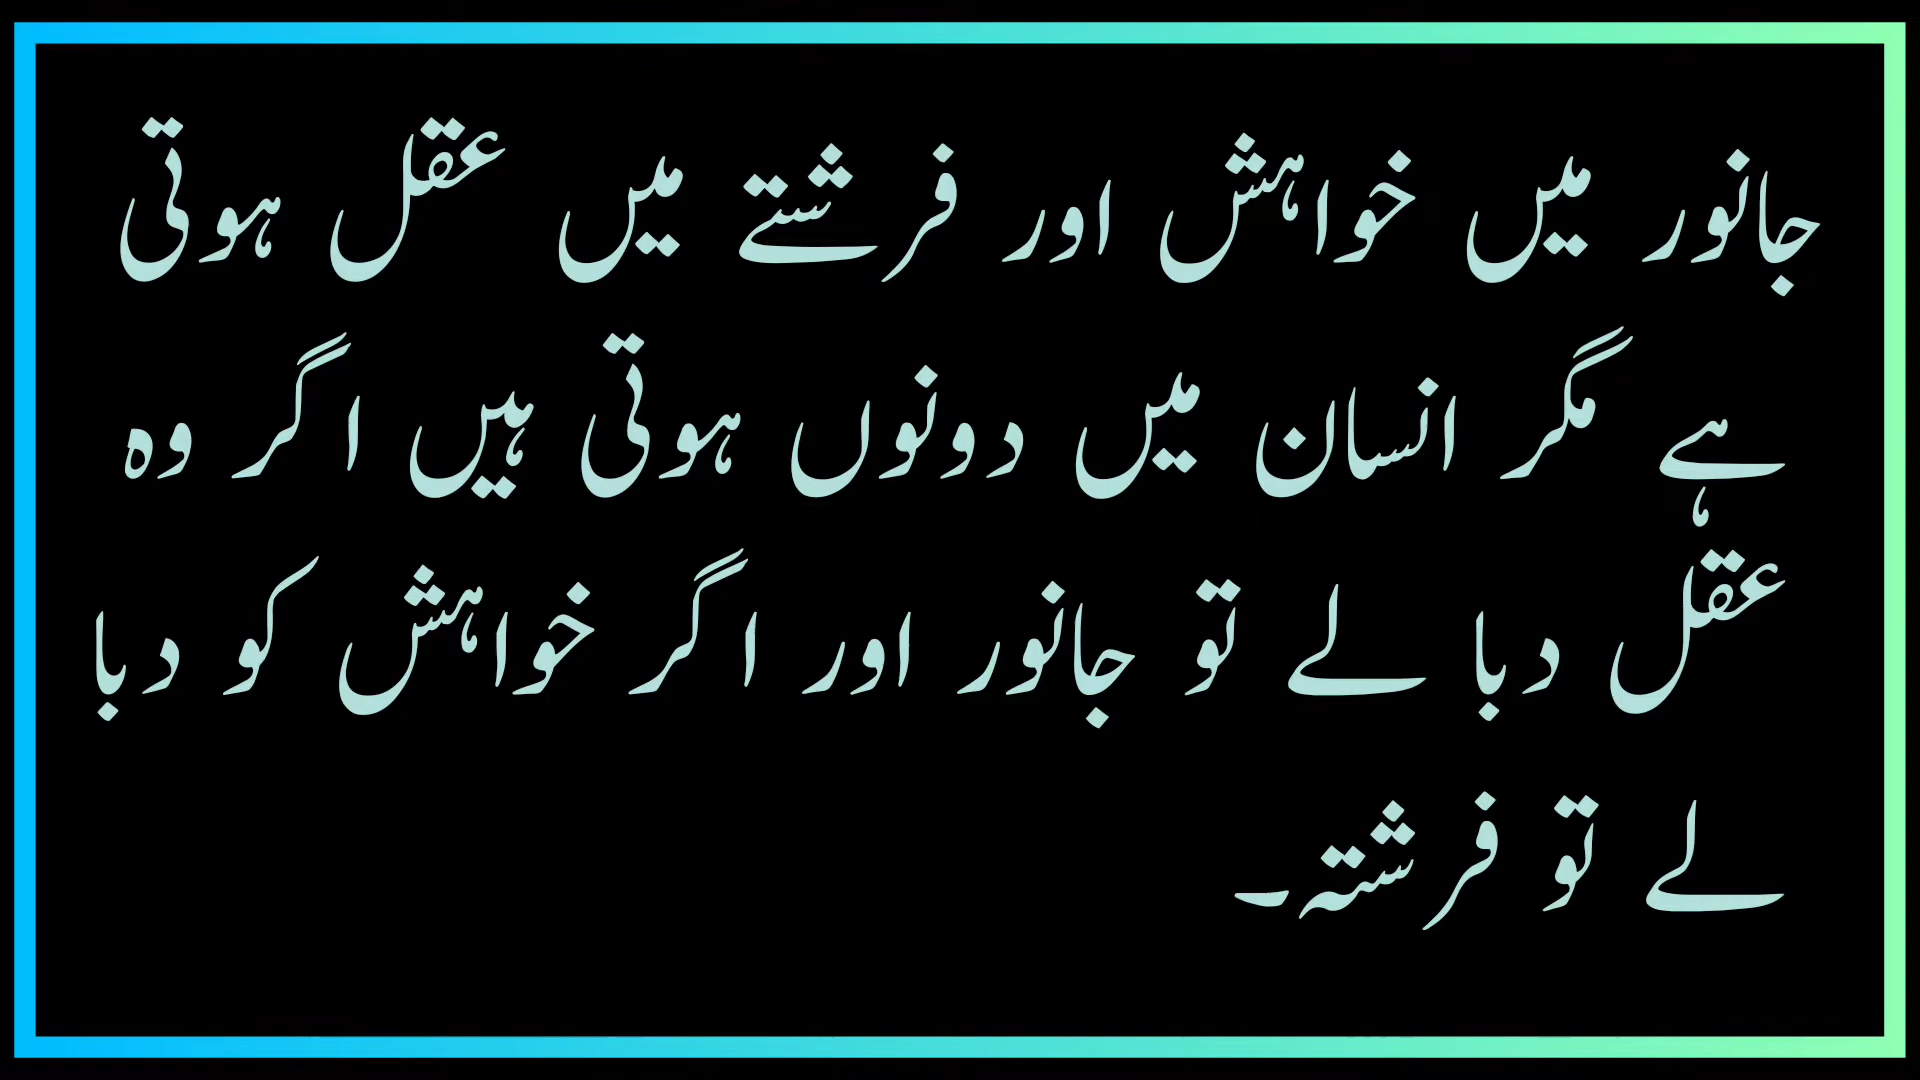 جانور میں خواہش اور فرشتے میں عقل ہوتی
ہے مگر انسان میں دونوں ہوتی ہیں اگر وہ
عقل دبا لے تو جانور اور اگر خواہش کو دبا
لے تو فرشتہ۔